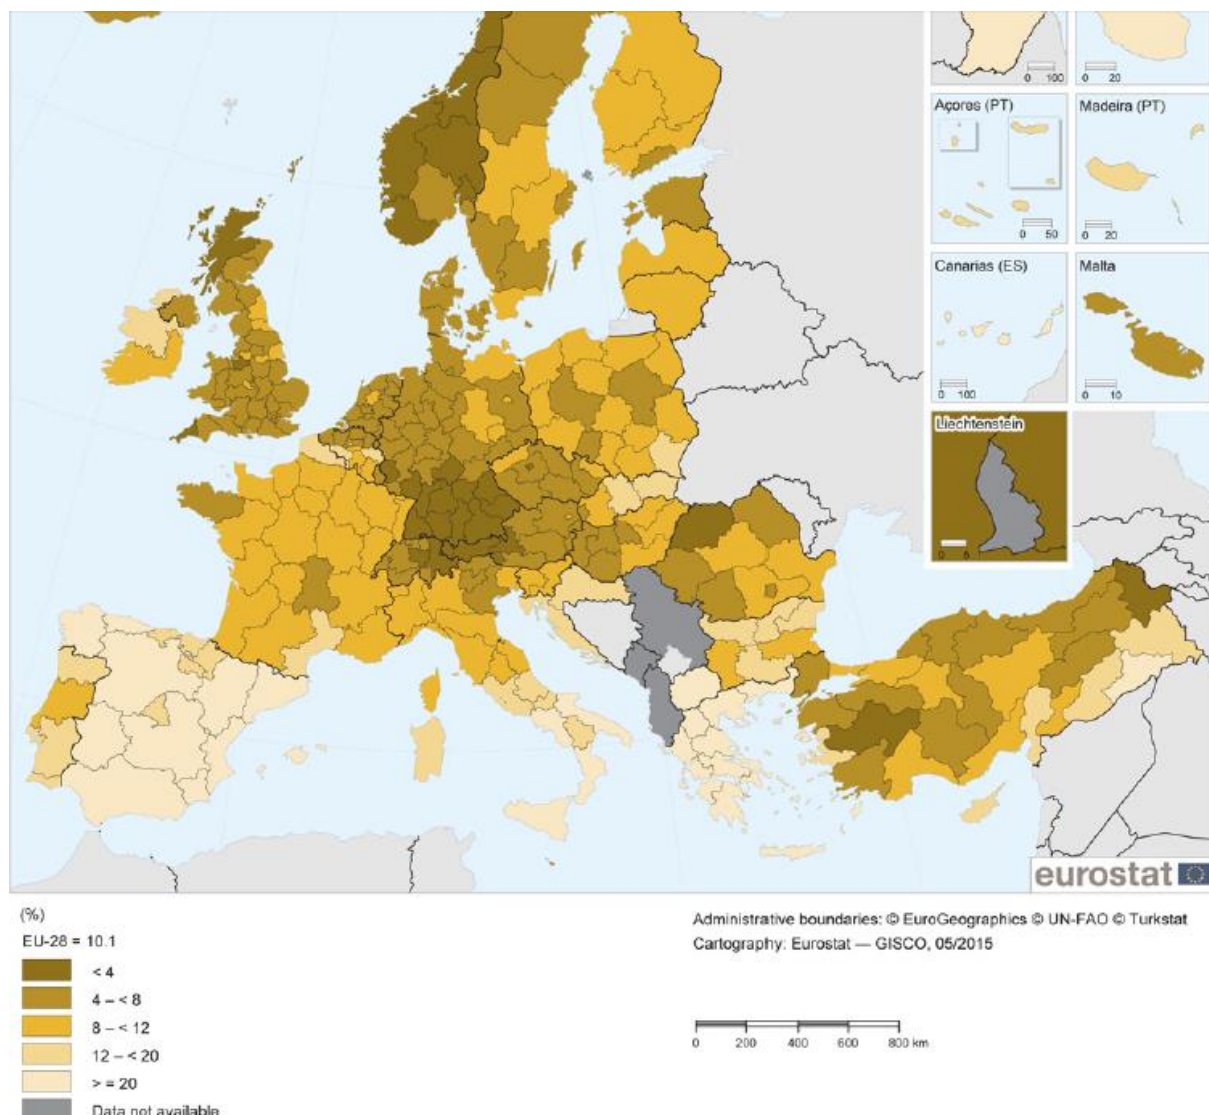 0 100
0 20
Açores (PT)
Madeira (PT)
0 50
0 20
Canarias (ES)
Malta
0 100
0 10
Liechtenstein
0 5
eurostat
(%)
EU-28 = 10.1
< 4
4 – < 8
8 – < 12
12 – < 20
> = 20
Data not available
Administrative boundaries: © EuroGeographics © UN-FAO © Turkstat
Cartography: Eurostat — GISCO, 05/2015
0 200 400 600 800 km